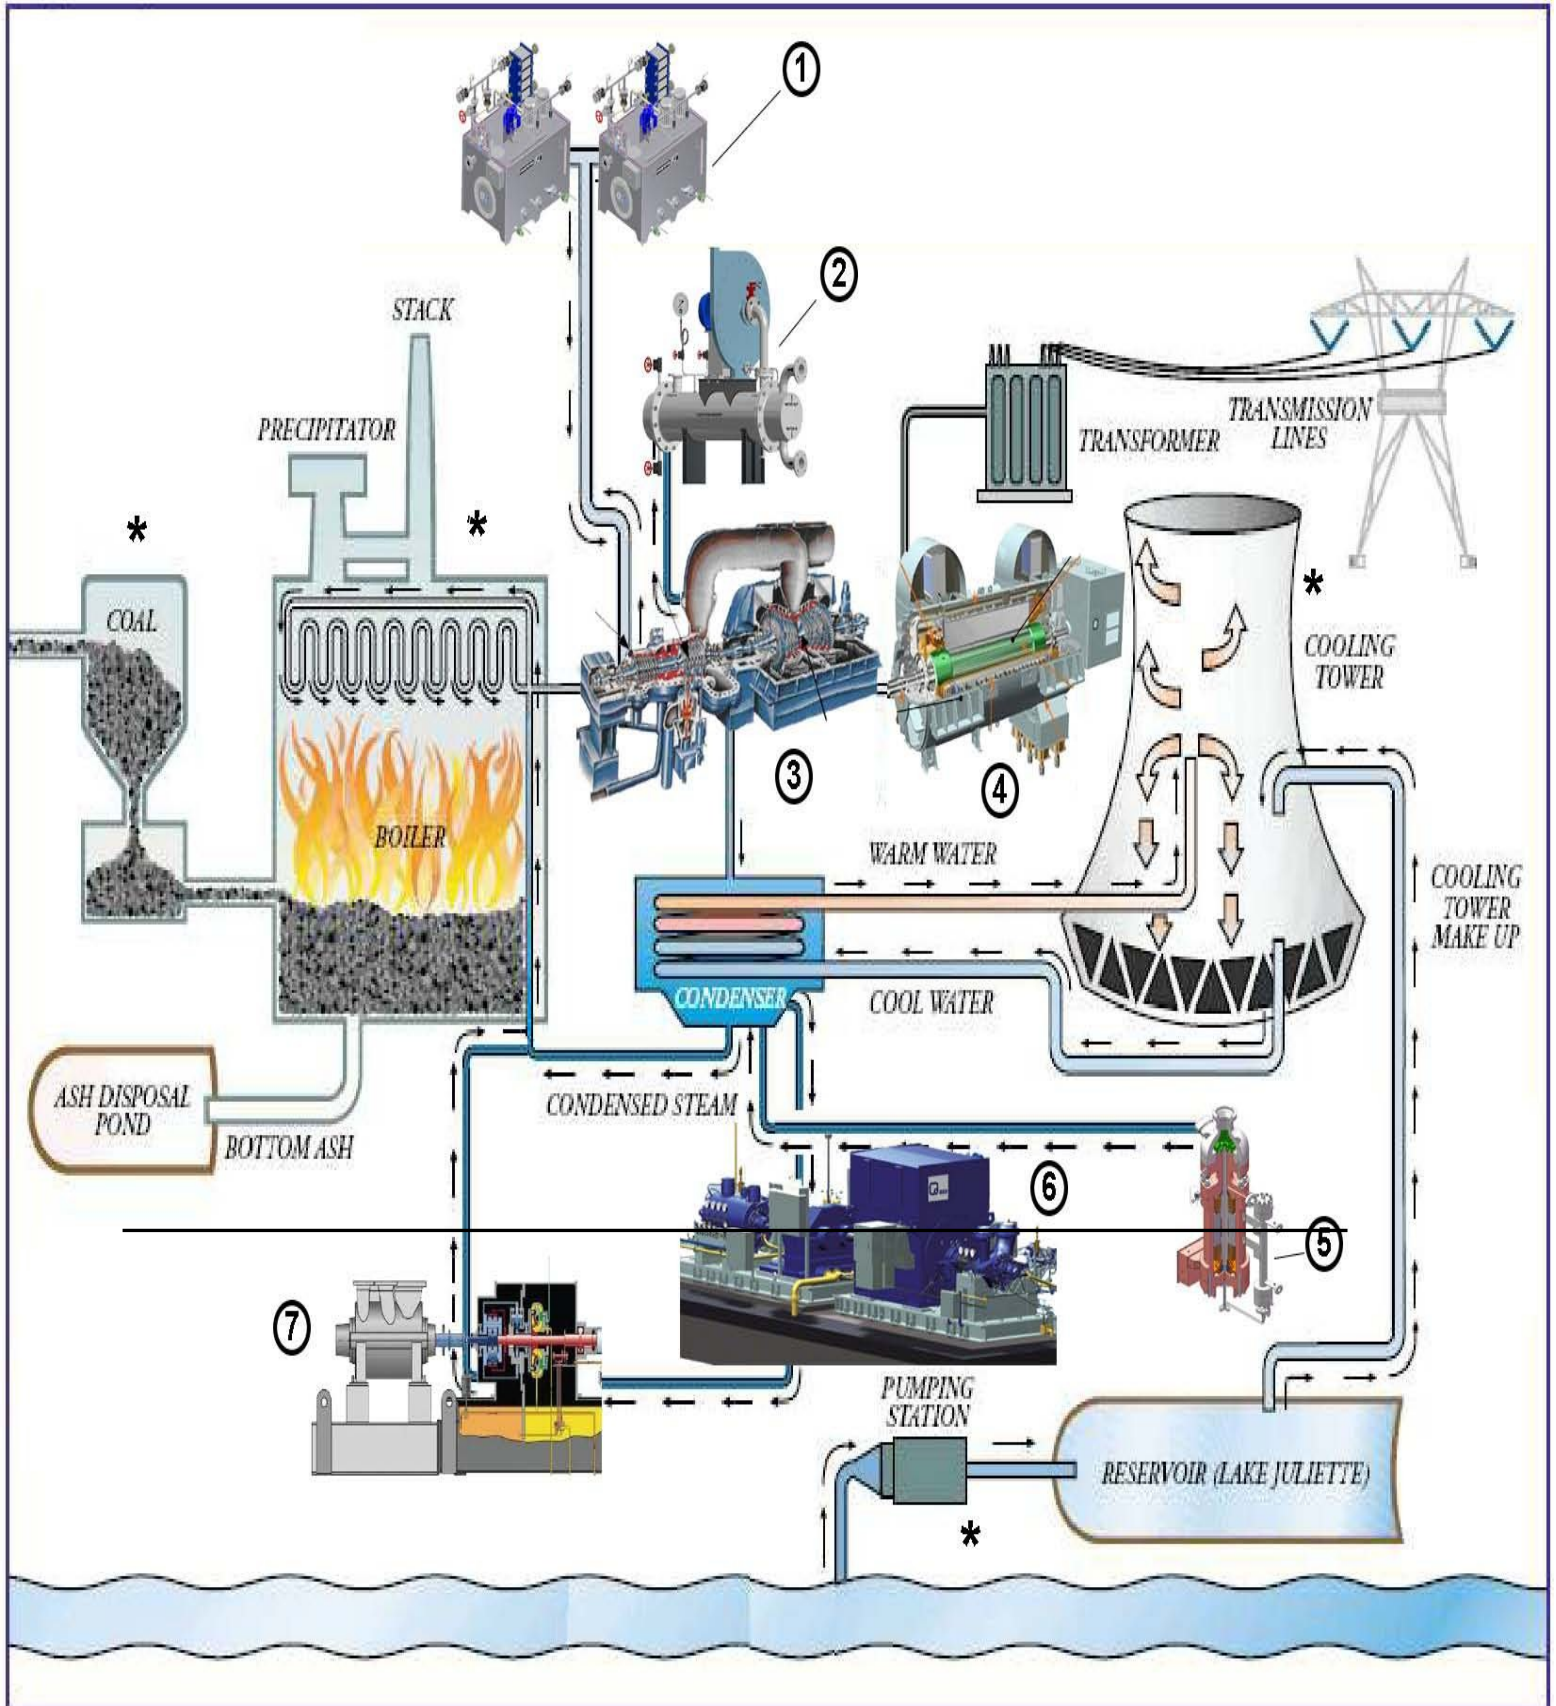 ①
②
STACK
PRECIPITATOR
TRANSMISSION
LINES
TRANSFORMER
*
*
*
COAL
COOLING
TOWER
③
④
BOILER
WARM WATER
COOLING
TOWER
MAKE UP
CONDENSER
COOL WATER
ASH DISPOSAL
POND
BOTTOM ASH
CONDENSED STEAM
⑥
⑤
⑦
PUMPING
STATION
RESERVOIR (LAKE JULIETTE)
*